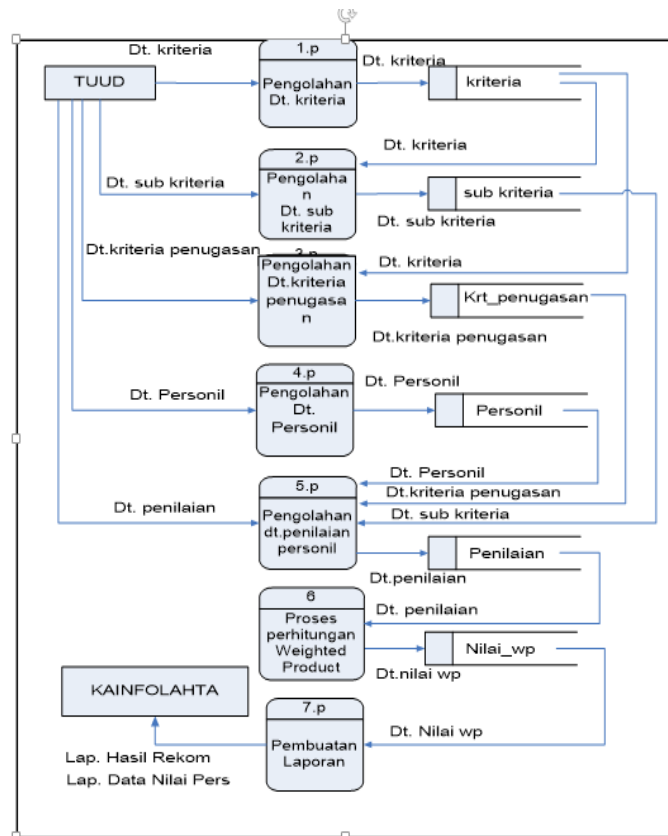 Dt. kriteria
1.p
Dt. kriteria
TUUD
Pengolahan
Dt. kriteria
kriteria
Dt. kriteria
2.p
Dt. sub kriteria
Pengolaha
n
Dt. sub
kriteria
sub kriteria
Dt. sub kriteria
Dt.kriteria penugasan
3.p
Pengolahan
Dt.kriteria
penugasa
n
Dt. kriteria
Krt_penugasan
Dt.kriteria penugasan
4.p
Dt. Personil
Dt. Personil
Pengolahan
Dt.
Personil
Personil
Dt. Personil
5.p
Dt.kriteria penugasan
Dt. penilaian
Pengolahan
dt.penilaian
personil
Dt. sub kriteria
Penilaian
Dt.penilaian
6
Dt. penilaian
Proses
perhitungan
Weighted
Product
Nilai_wp
Dt.nilai wp
KAINFOLAHTA
7.p
Pembuatan
Laporan
Dt. Nilai wp
Lap. Hasil Rekom
Lap. Data Nilai Pers